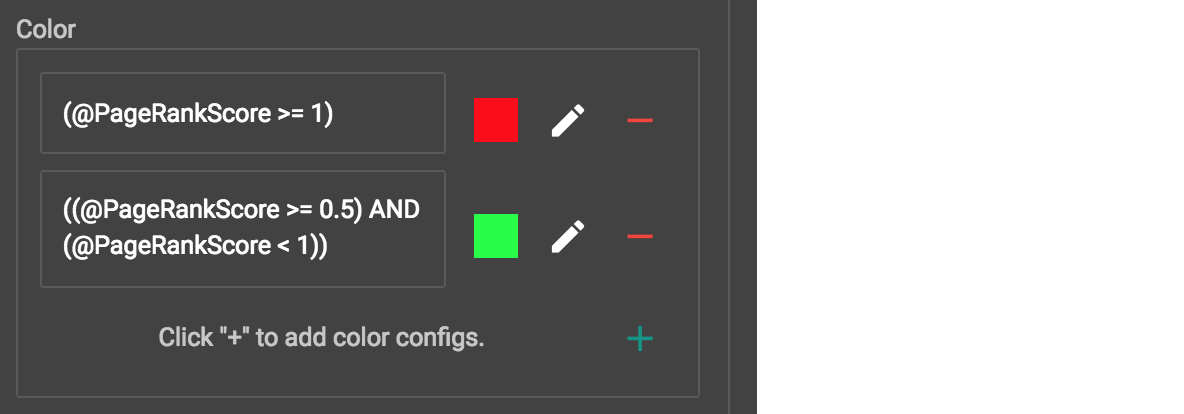 Color
(@PageRankScore >= 1)
((@PageRankScore >= 0.5) AND
(@PageRankScore < 1))
Click "+" to add color configs.